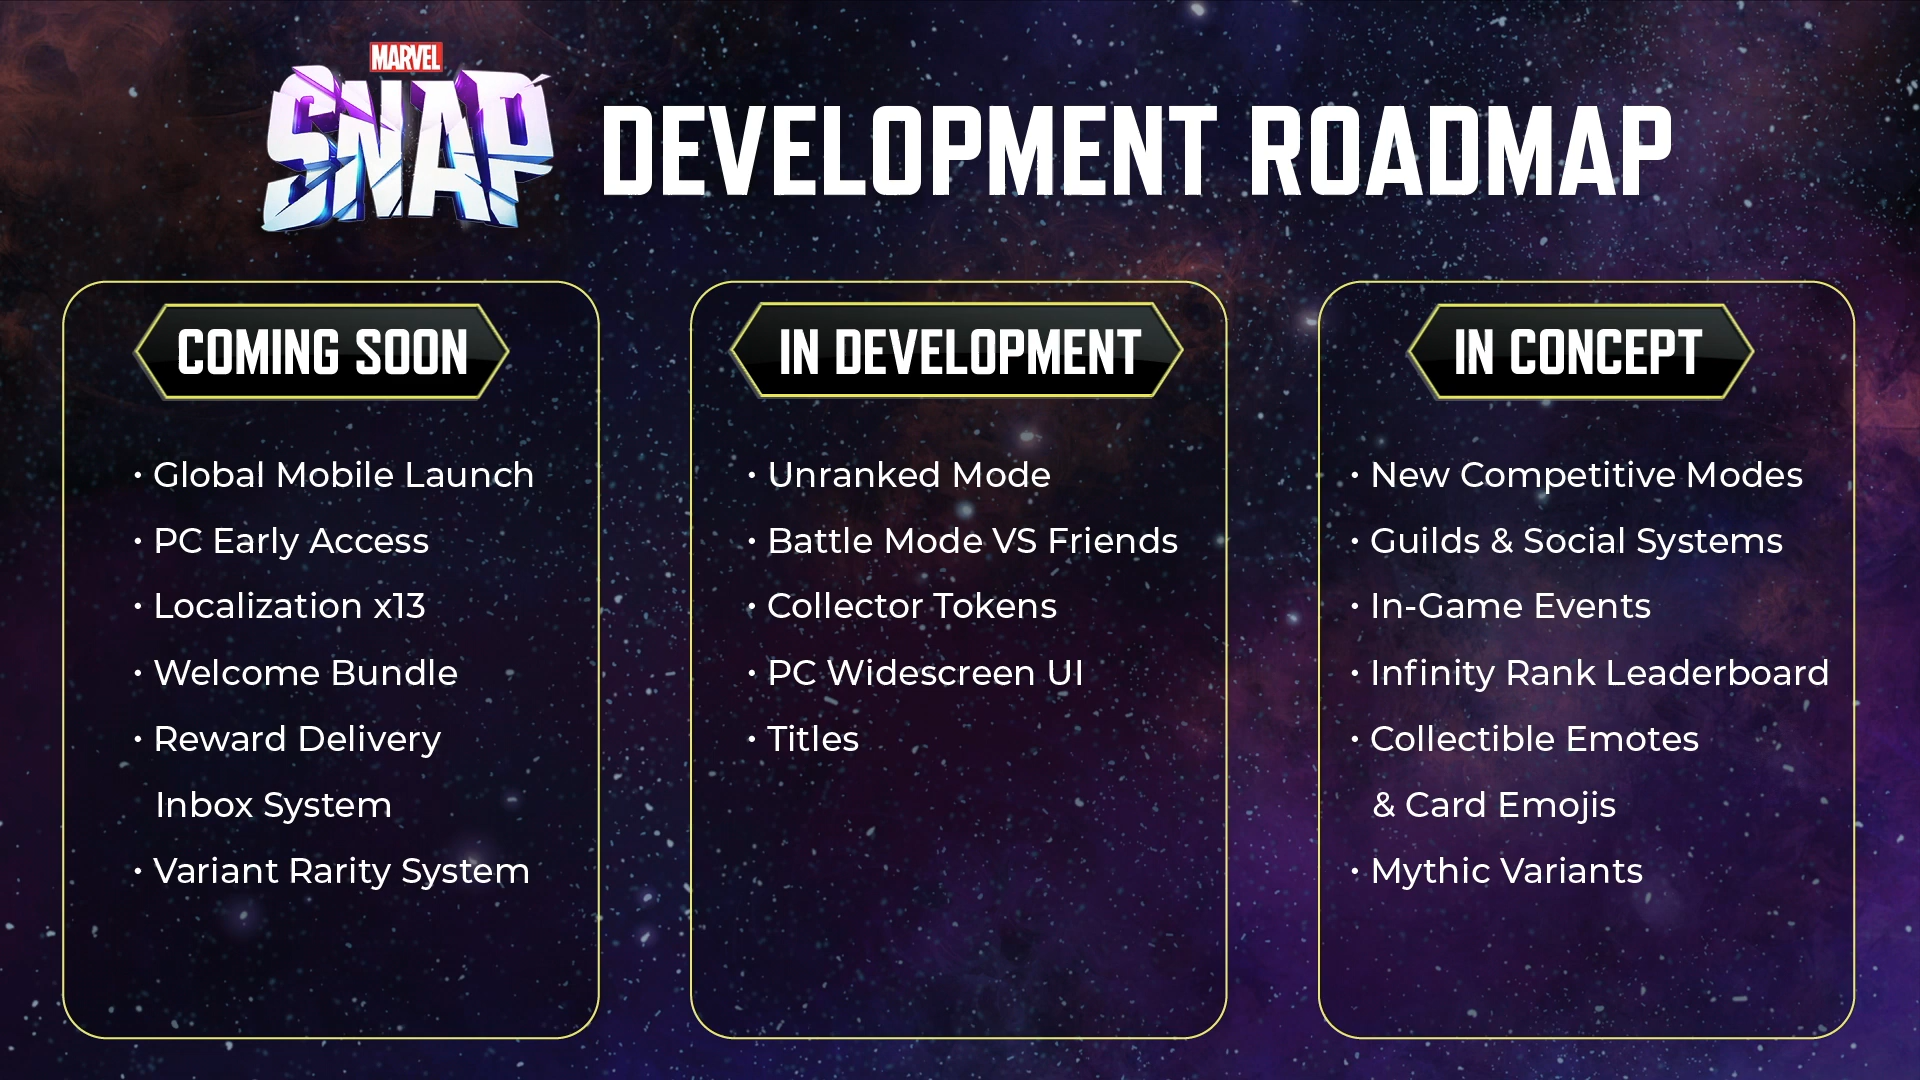 MARVEL
SNAP
DEVELOPMENT ROADMAP
COMING SOON
• Global Mobile Launch
• PC Early Access
• Localization x13
• Welcome Bundle
• Reward Delivery
Inbox System
• Variant Rarity System
IN DEVELOPMENT
• Unranked Mode
• Battle Mode VS Friends
• Collector Tokens
• PC Widescreen UI
• Titles
IN CONCEPT
• New Competitive Modes
• Guilds & Social Systems
• In-Game Events
• Infinity Rank Leaderboard
• Collectible Emotes
& Card Emojis
• Mythic Variants